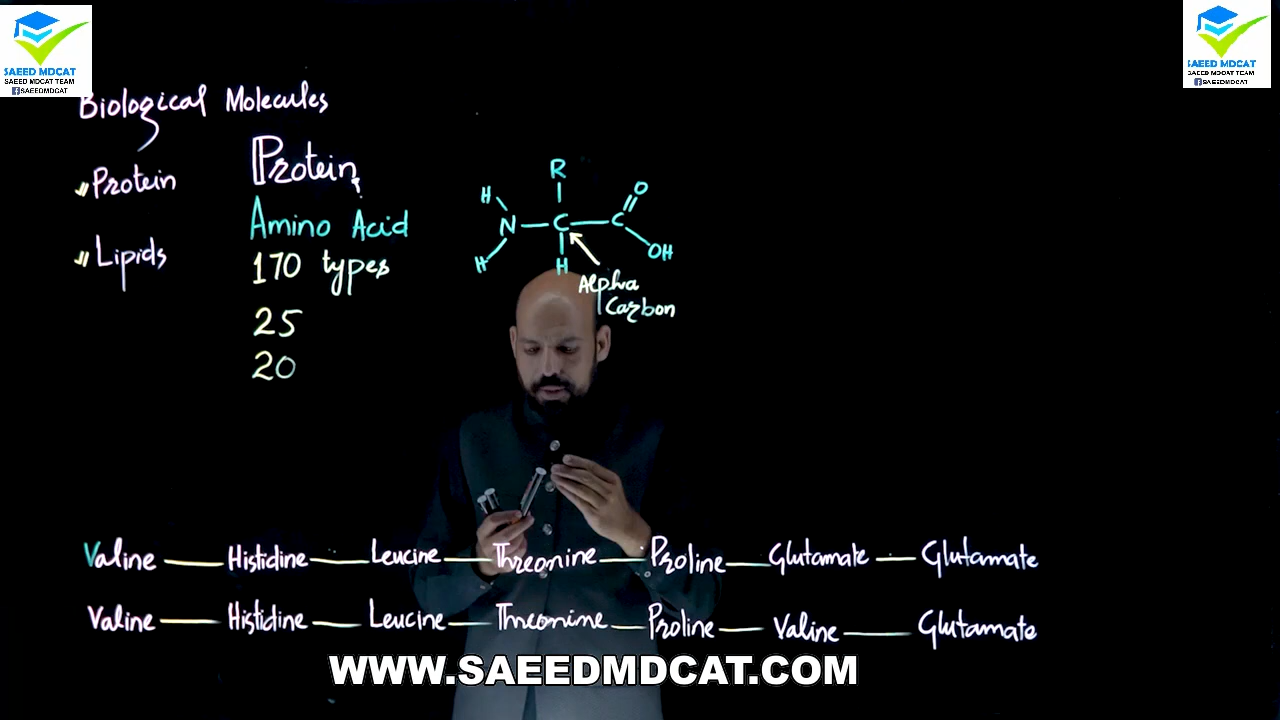 SAEED MDCAT
SAEED MDCAT TEAM
SAEEDMDCAT
SAEED MDCAT
SAEED MDCAT TEAM
SAEEDMDCAT
Biological Molecules
Protein
Lipids
Protein
Amino Acid
170 types
25
20
R
H O
N — C — C
H H OH
Alpha
Carbon
Valine — Histidine — Leucine — Threonine — Proline — Glutamate — Glutamate
Valine — Histidine — Leucine — Threonine — Proline — Valine — Glutamate
WWW.SAEEDMDCAT.COM